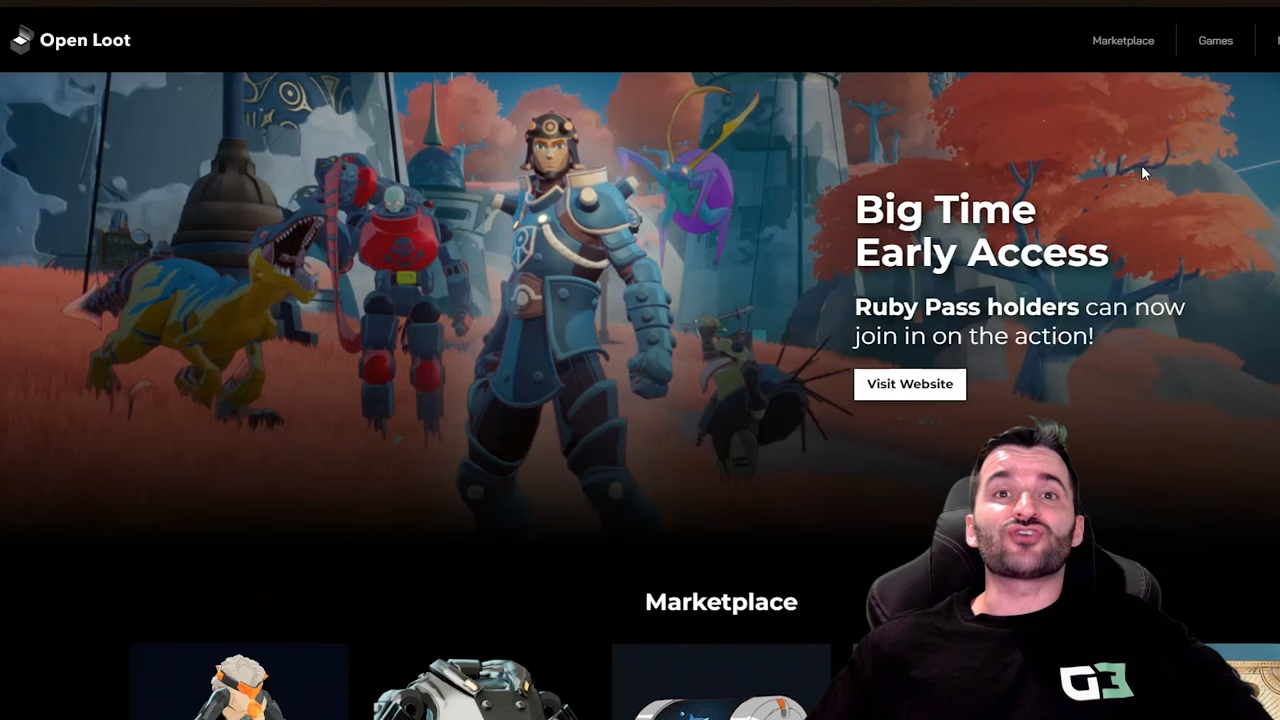 Open Loot
Marketplace
Games
Big Time
Early Access
Ruby Pass holders can now
join in on the action!
Visit Website
Marketplace
G3